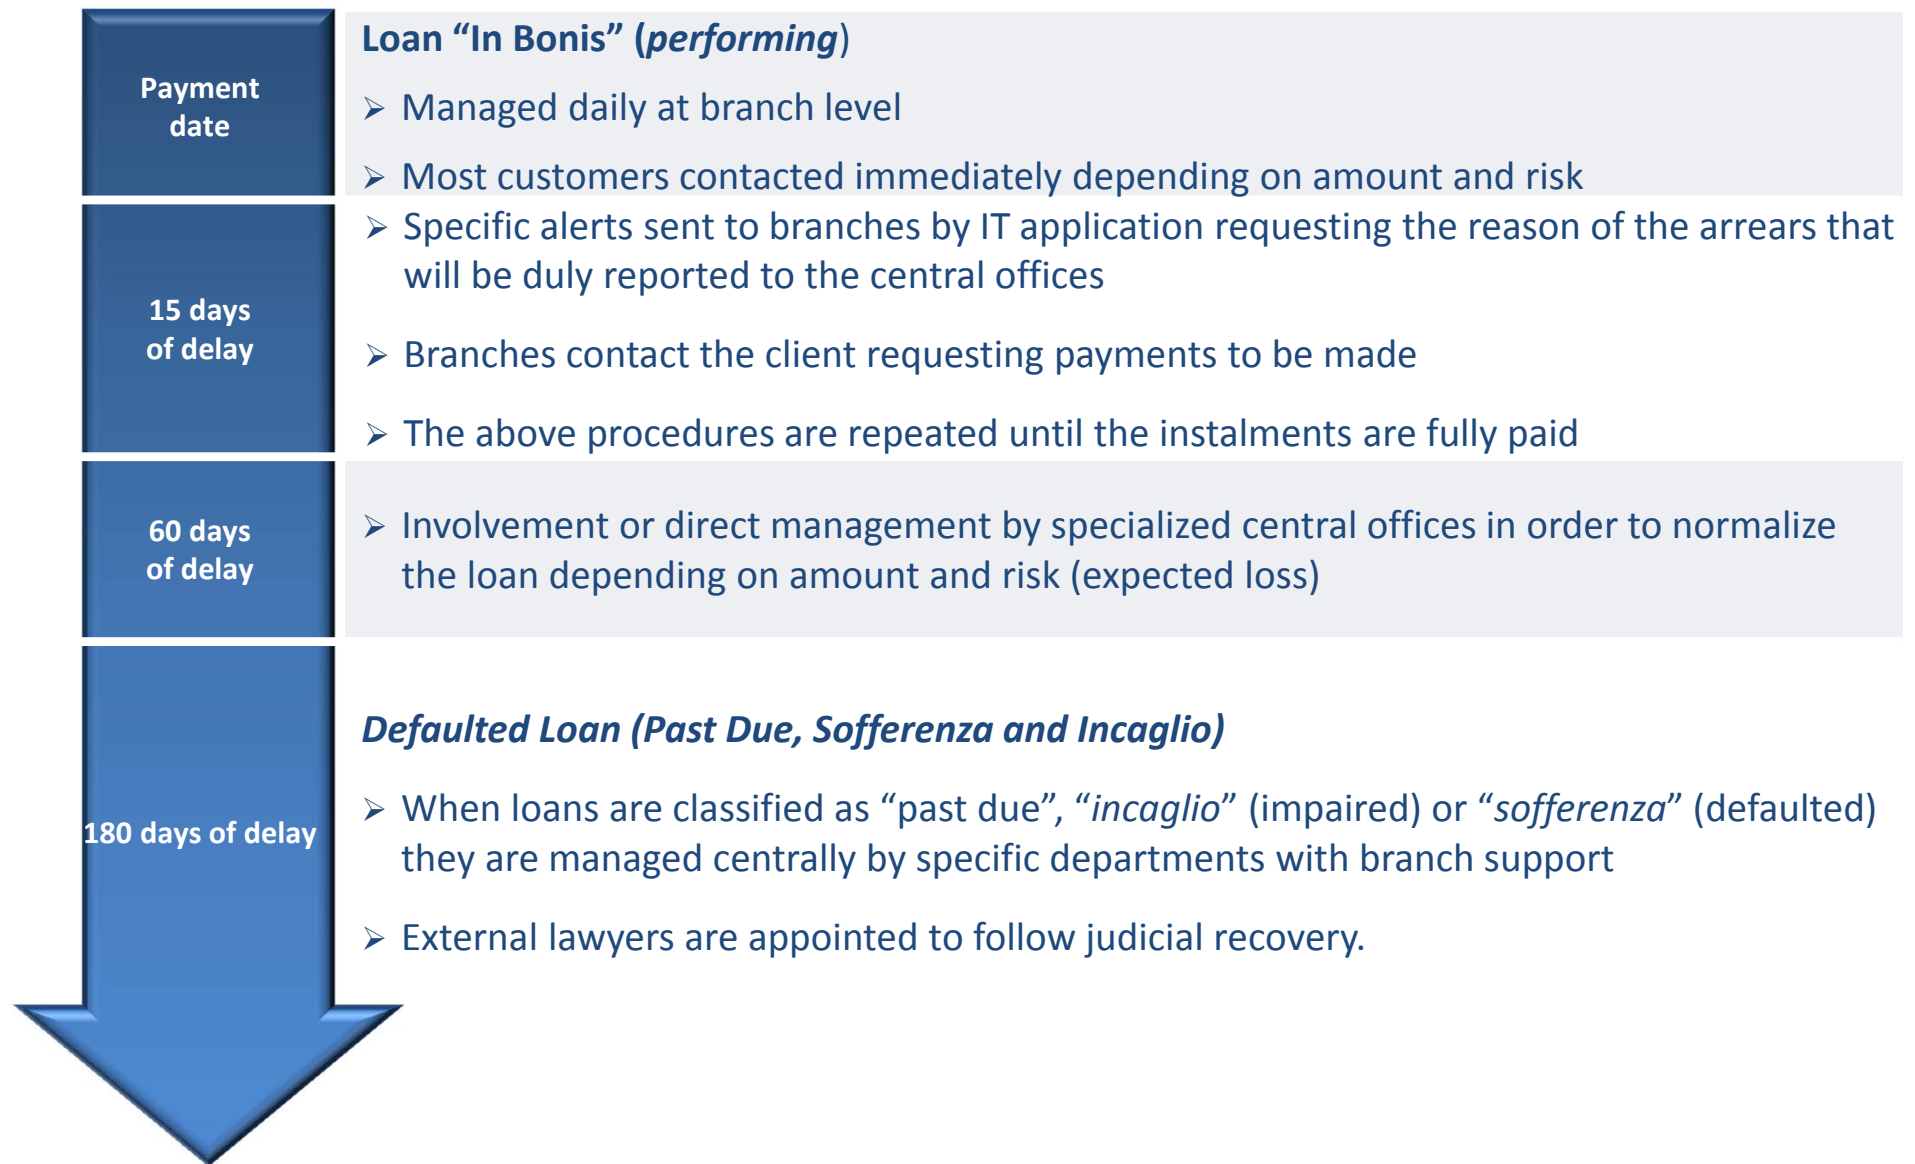 Payment
date
Loan “In Bonis” (performing)
➢ Managed daily at branch level
➢ Most customers contacted immediately depending on amount and risk
15 days
of delay
➢ Specific alerts sent to branches by IT application requesting the reason of the arrears that
will be duly reported to the central offices
➢ Branches contact the client requesting payments to be made
➢ The above procedures are repeated until the instalments are fully paid
60 days
of delay
➢ Involvement or direct management by specialized central offices in order to normalize
the loan depending on amount and risk (expected loss)
180 days of delay
Defaulted Loan (Past Due, Sofferenza and Incaglio)
➢ When loans are classified as “past due”, “incaglio” (impaired) or “sofferenza” (defaulted)
they are managed centrally by specific departments with branch support
➢ External lawyers are appointed to follow judicial recovery.